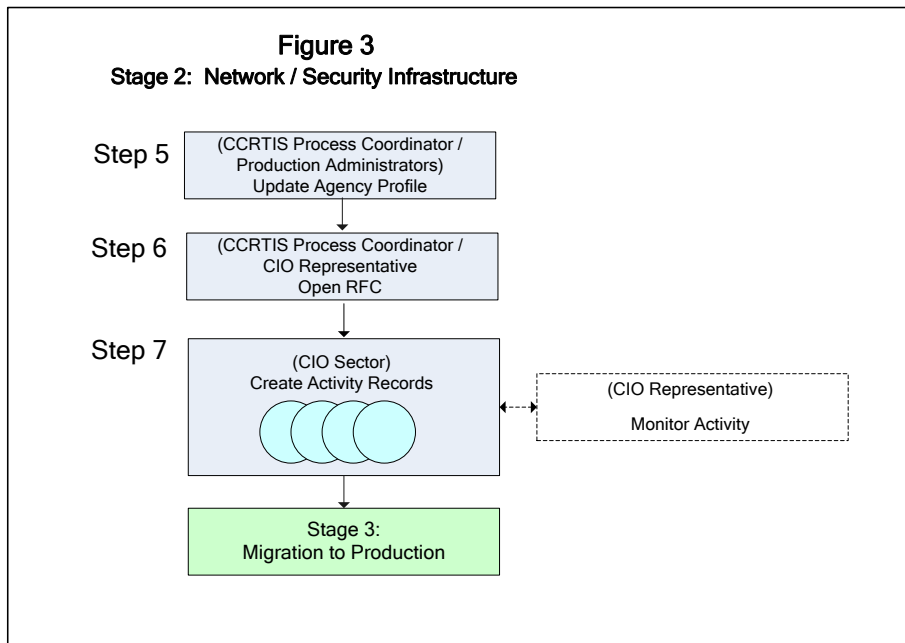 Figure 3
Stage 2: Network / Security Infrastructure
Step 5
(CCRTIS Process Coordinator /
Production Administrators)
Update Agency Profile
Step 6
(CCRTIS Process Coordinator /
CIO Representative
Open RFC
Step 7
(CIO Sector)
Create Activity Records
(CIO Representative)
Monitor Activity
Stage 3:
Migration to Production